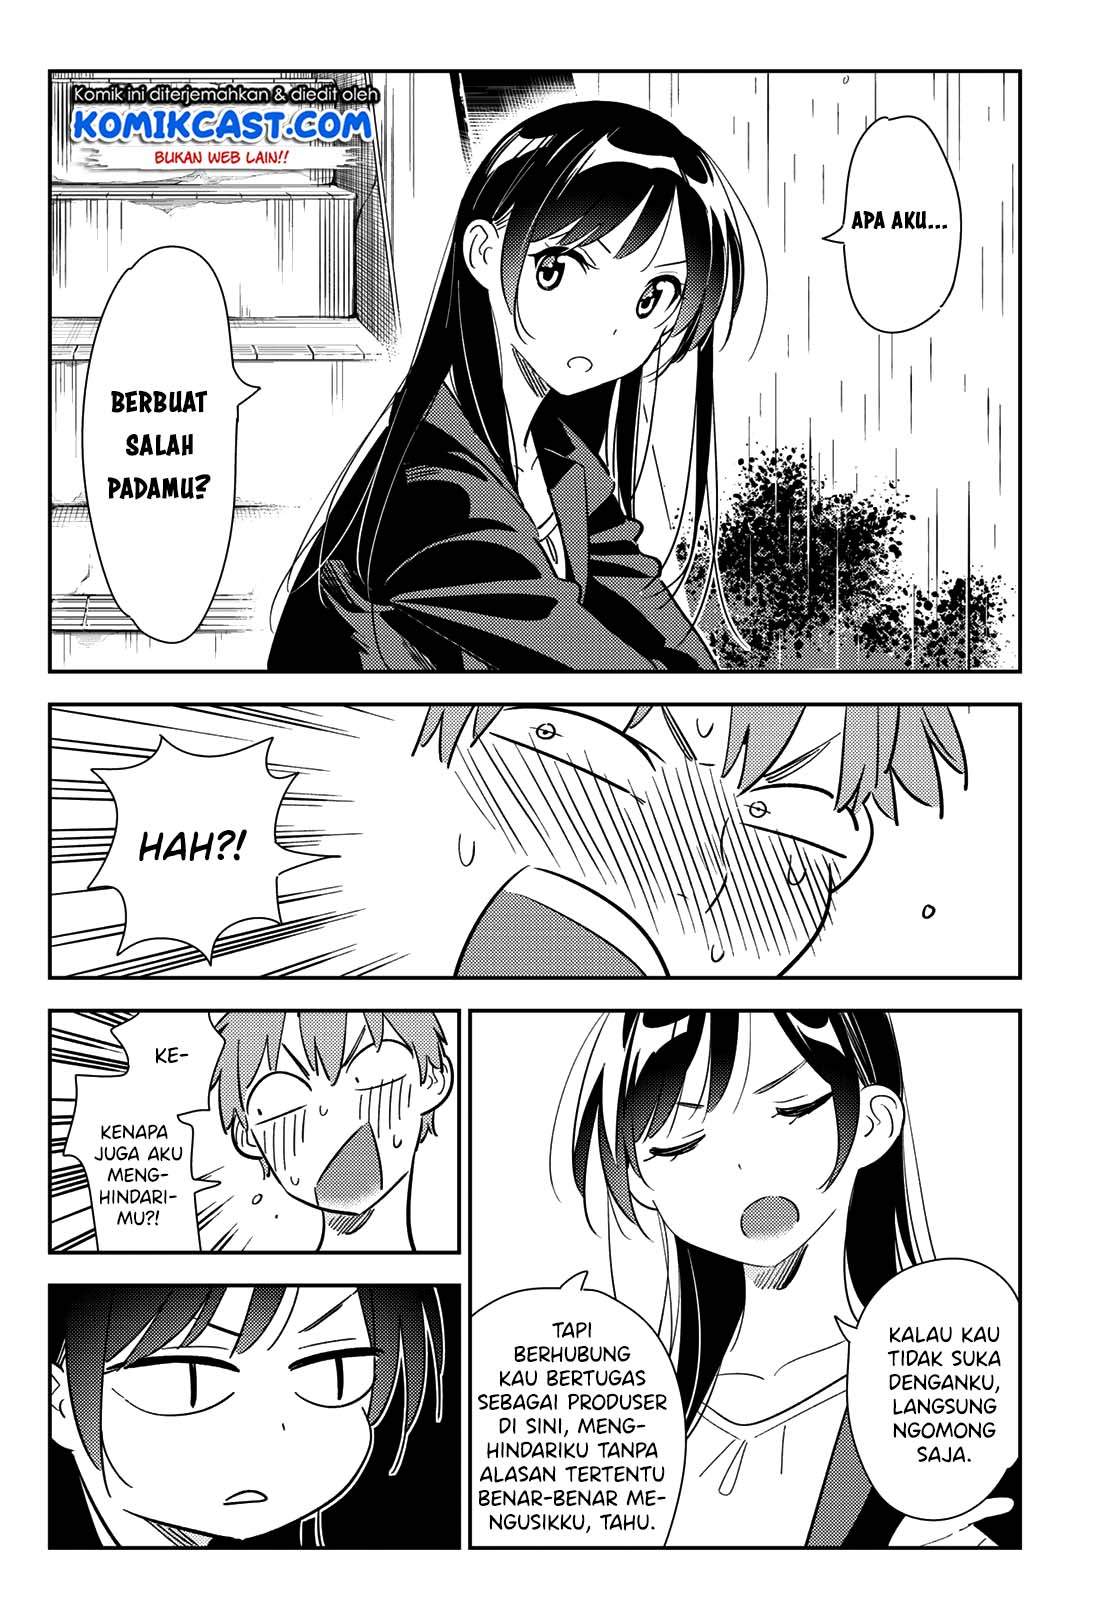 Komik ini diterjemahkan & diedit oleh
KOMIKCAST.COM
BUKAN WEB LAIN!!
APA AKU...
BERBUAT
SALAH
PADAMU?
HAH?!
KALAU KAU
TIDAK SUKA
DENGANKU,
LANGSUNG
NGOMONG
SAJA.
TAPI
BERHUBUNG
KAU BERTUGAS
SEBAGAI PRODUSER
DI SINI, MENG-
HINDARIKU TANPA
ALASAN TERTENTU
BENAR-BENAR ME-
NGUSIKKU, TAHU.
KE-
KENAPA
JUGA AKU
MENG-
HINDARI-
MU?!